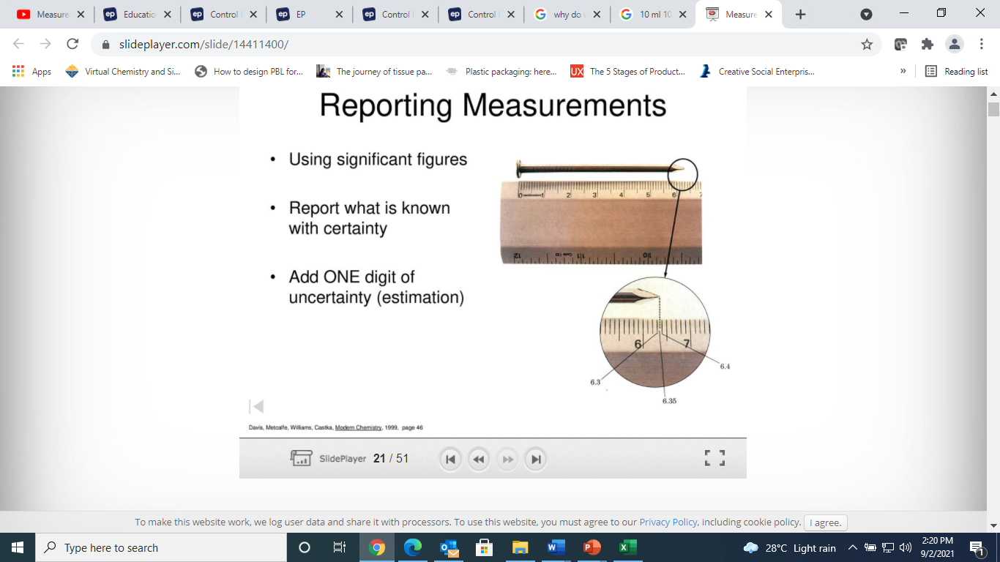 Measure
Educatio
Control
EP
Control
Control
why do
10 ml 10
Measure
slideplayer.com/slide/14411400/
Apps
Virtual Chemistry and Si...
How to design PBL for...
The journey of tissue pa...
Plastic packaging: here...
UX
The 5 Stages of Product...
Creative Social Enterpris...
»
Reading list
Reporting Measurements
• Using significant figures
• Report what is known
with certainty
• Add ONE digit of
uncertainty (estimation)
0 1 2 3 4 5 6 7
12 11 10
6 7
6.3
6.4
6.35
Davis, Metcalfe, Williams, Castka, Modern Chemistry, 1999, page 46
SlidePlayer 21 / 51
To make this website work, we log user data and share it with processors. To use this website, you must agree to our Privacy Policy, including cookie policy. I agree.
Type here to search
28°C Light rain
2:20 PM
9/2/2021
1